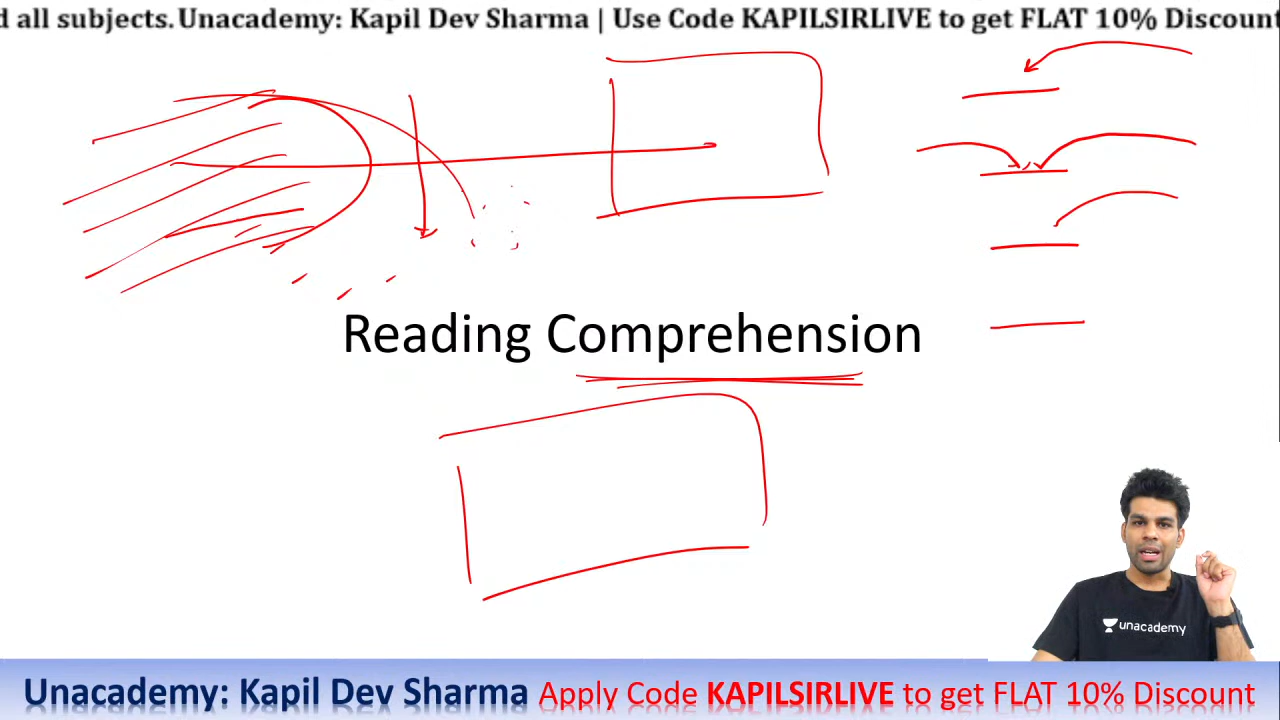 d all subjects. Unacademy: Kapil Dev Sharma | Use Code KAPILSIRLIVE to get FLAT 10% Discount
Reading Comprehension
unacademy
Unacademy: Kapil Dev Sharma Apply Code KAPILSIRLIVE to get FLAT 10% Discount